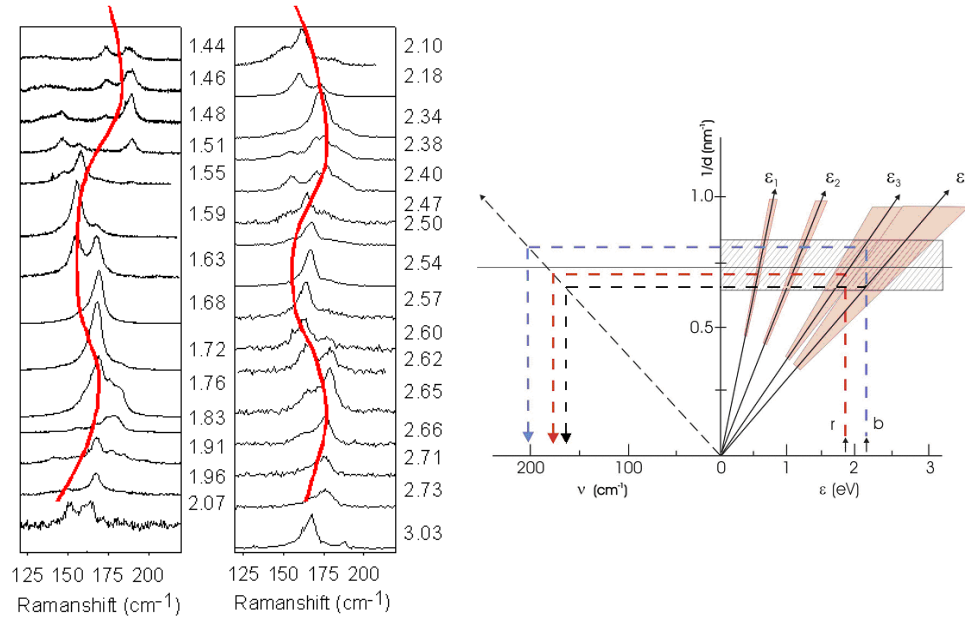 1.44
1.46
1.48
1.51
1.55
1.59
1.63
1.68
1.72
1.76
1.83
1.91
1.96
2.07
125 150 175 200
Ramanshift (cm-1)
2.10
2.18
2.34
2.38
2.40
2.47
2.50
2.54
2.57
2.60
2.62
2.65
2.66
2.71
2.73
3.03
125 150 175 200
Ramanshift (cm-1)
1/d (nm-1)
1.0
0.5
ε1
ε2
ε3
ε
r
b
200 100 0 1 2 3
ν (cm-1)
ε (eV)